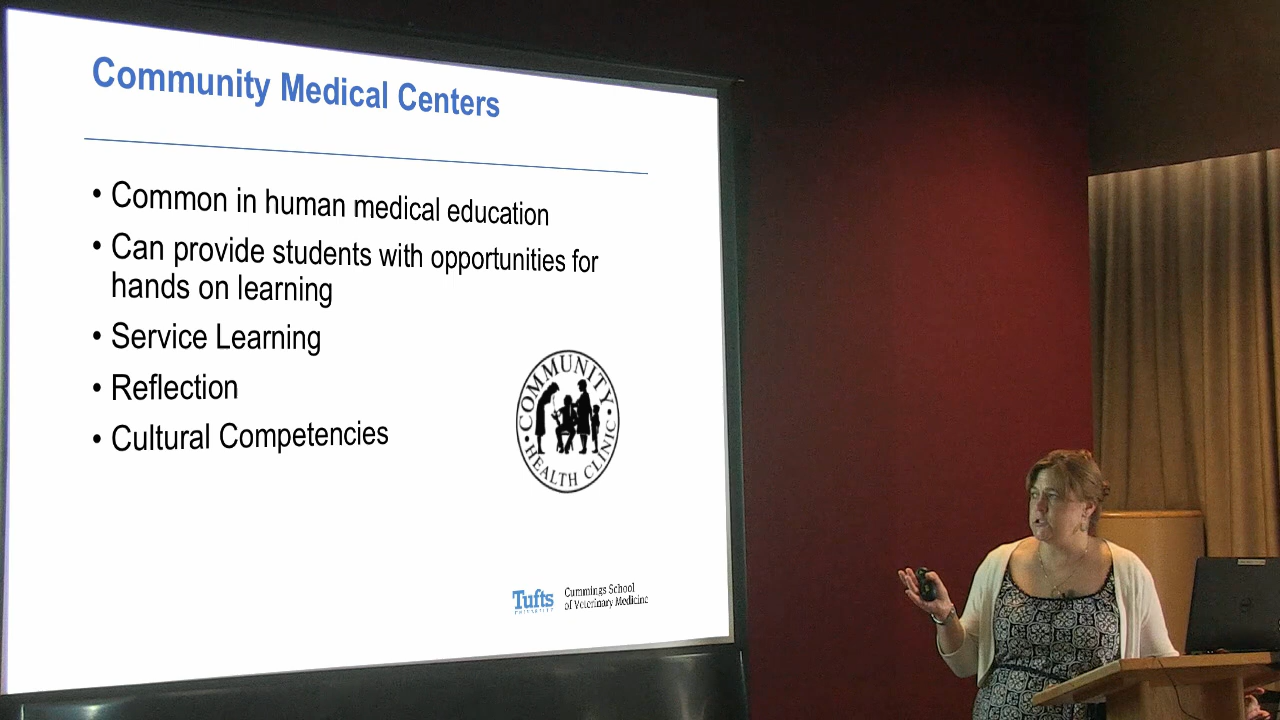 Community Medical Centers
• Common in human medical education
• Can provide students with opportunities for
hands on learning
• Service Learning
• Reflection
• Cultural Competencies
COMMUNITY
HEALTH CLINIC
Tufts
UNIVERSITY
Cummings School
of Veterinary Medicine